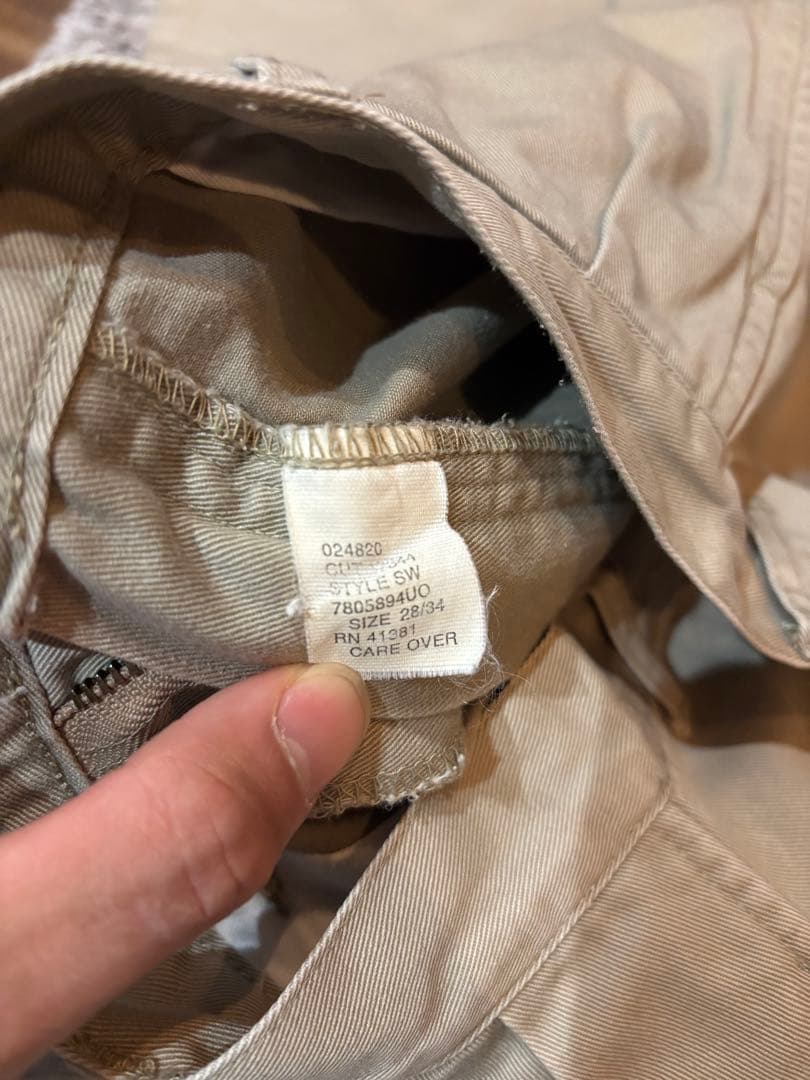 024820
CUT
STYLE SW
7805894UO
SIZE 28/34
RN 41381
CARE OVER